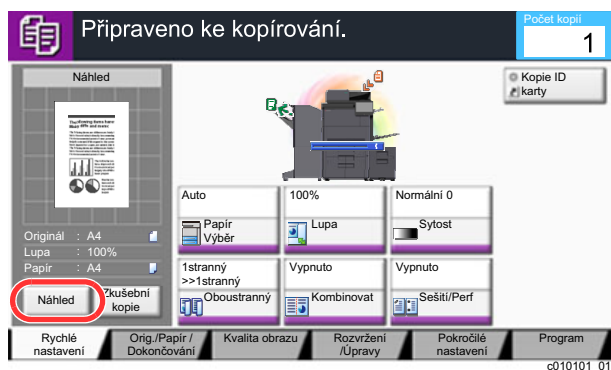 Připraveno ke kopírování.
Počet kopií
1
Náhled
Kopie ID
karty
Originál : A4
Lupa : 100%
Papír : A4
Náhled
Zkušební
kopie
Auto
Papír
Výběr
100%
Lupa
Normální 0
Sytost
1stranný
>>1stranný
Oboustranný
Vypnuto
Kombinovat
Vypnuto
Sešití/Perf
Rychlé
nastavení
Orig./Papír /
Dokončování
Kvalita obrazu
Rozvržení
/Úpravy
Pokročilé
nastavení
Program
c010101_01